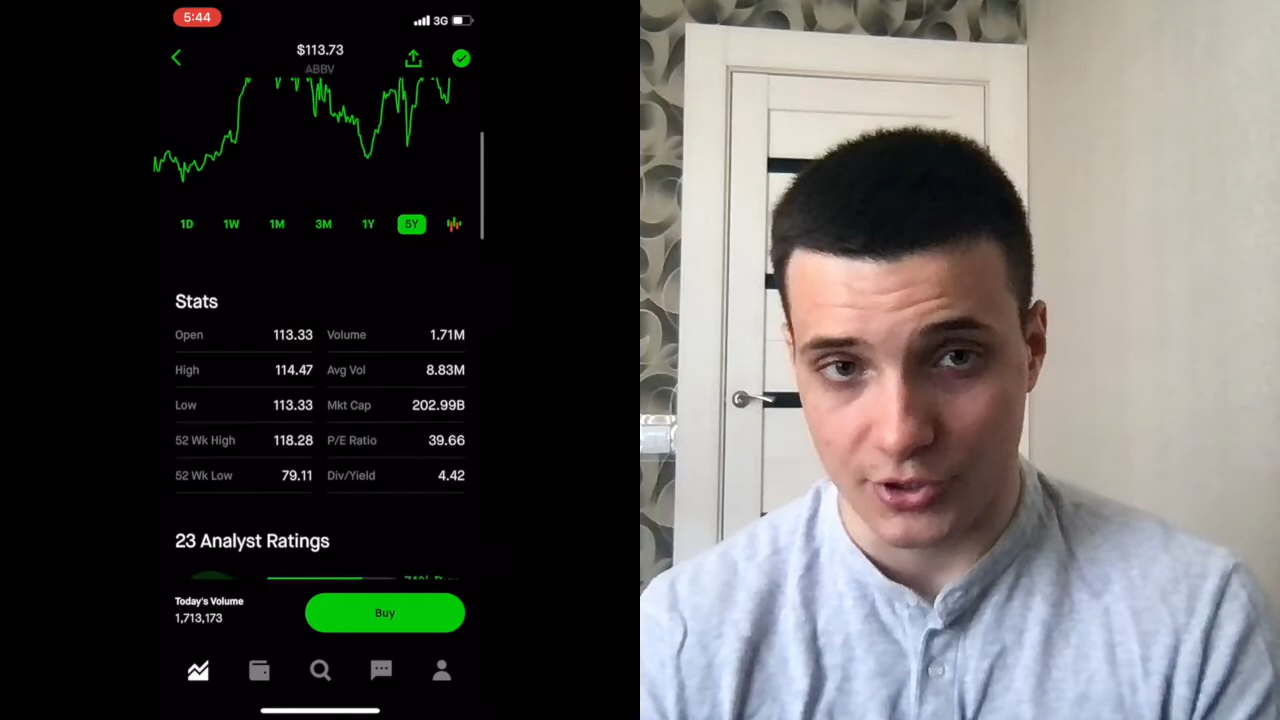 5:44
3G
$113.73
ABBV
1D 1W 1M 3M 1Y 5Y
Stats
Open 113.33 Volume 1.71M
High 114.47 Avg Vol 8.83M
Low 113.33 Mkt Cap 202.99B
52 Wk High 118.28 P/E Ratio 39.66
52 Wk Low 79.11 Div/Yield 4.42
23 Analyst Ratings
Today's Volume
1,713,173
Buy